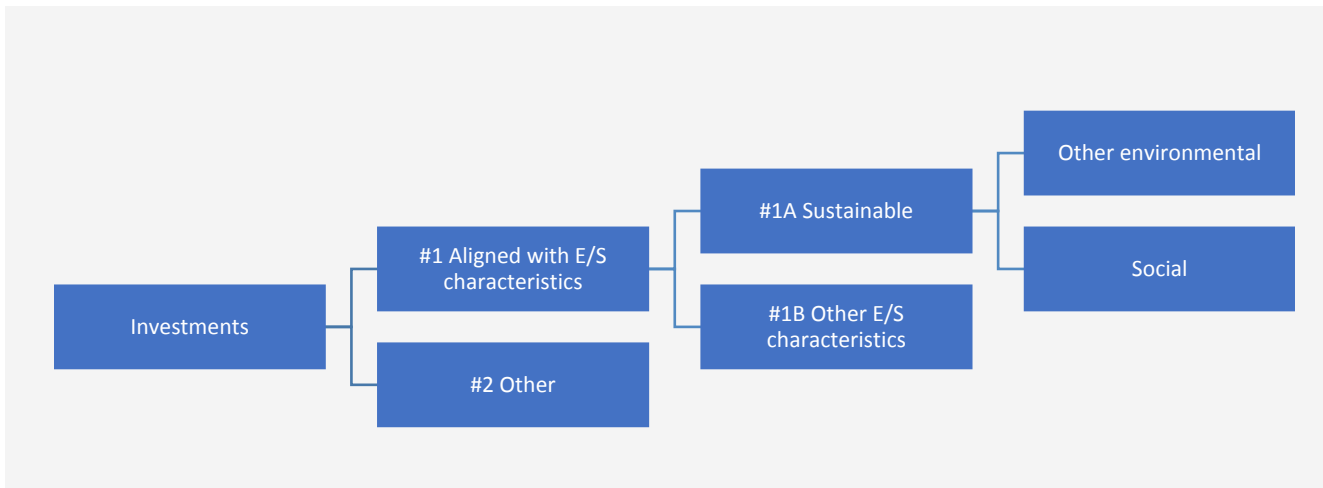 Investments
#1 Aligned with E/S
characteristics
#2 Other
#1A Sustainable
#1B Other E/S
characteristics
Other environmental
Social